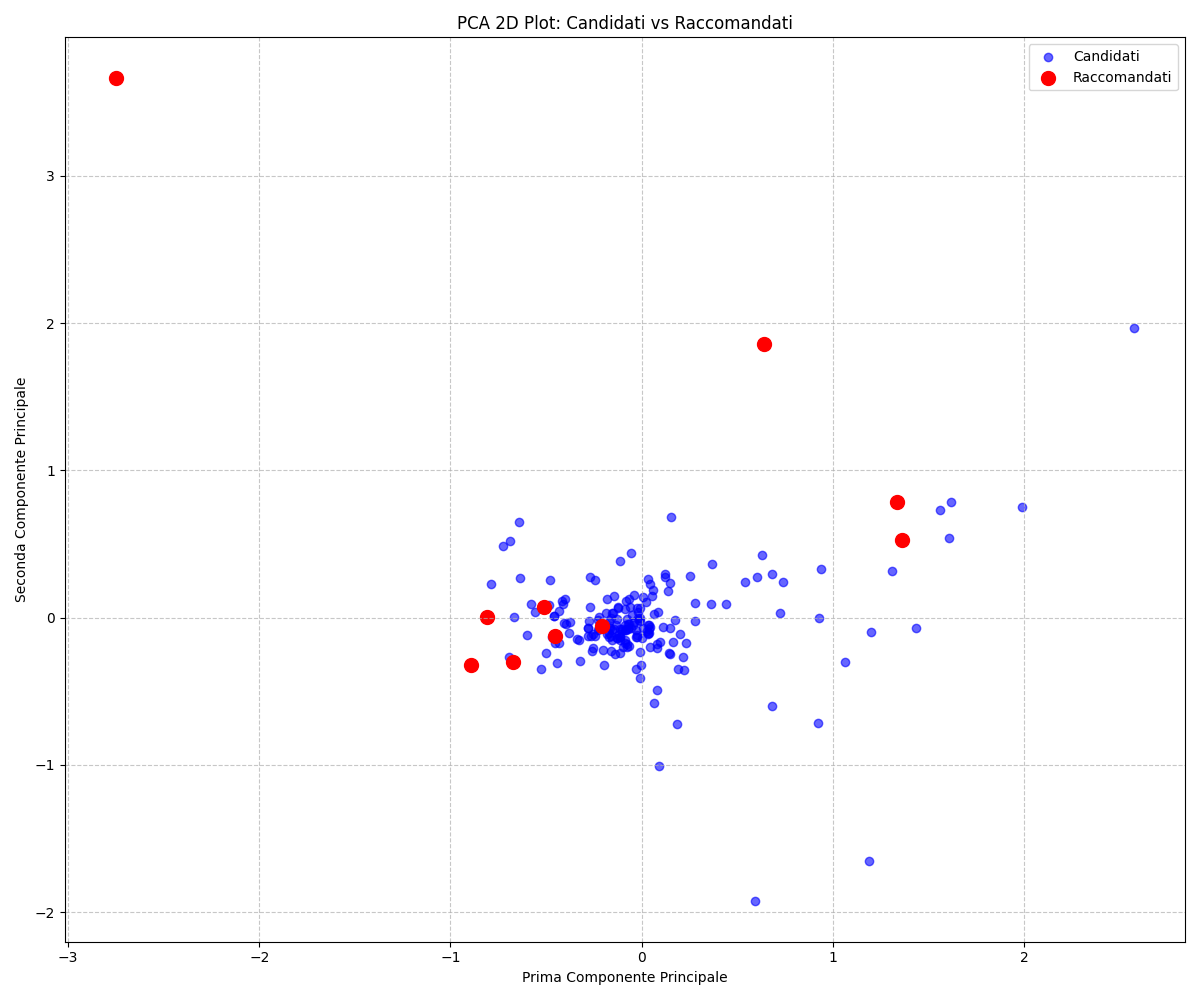 PCA 2D Plot: Candidati vs Raccomandati
Candidati
Raccomandati
Seconda Componente Principale
3
2
1
0
−1
−2
−3
−2
−1
0
1
2
Prima Componente Principale